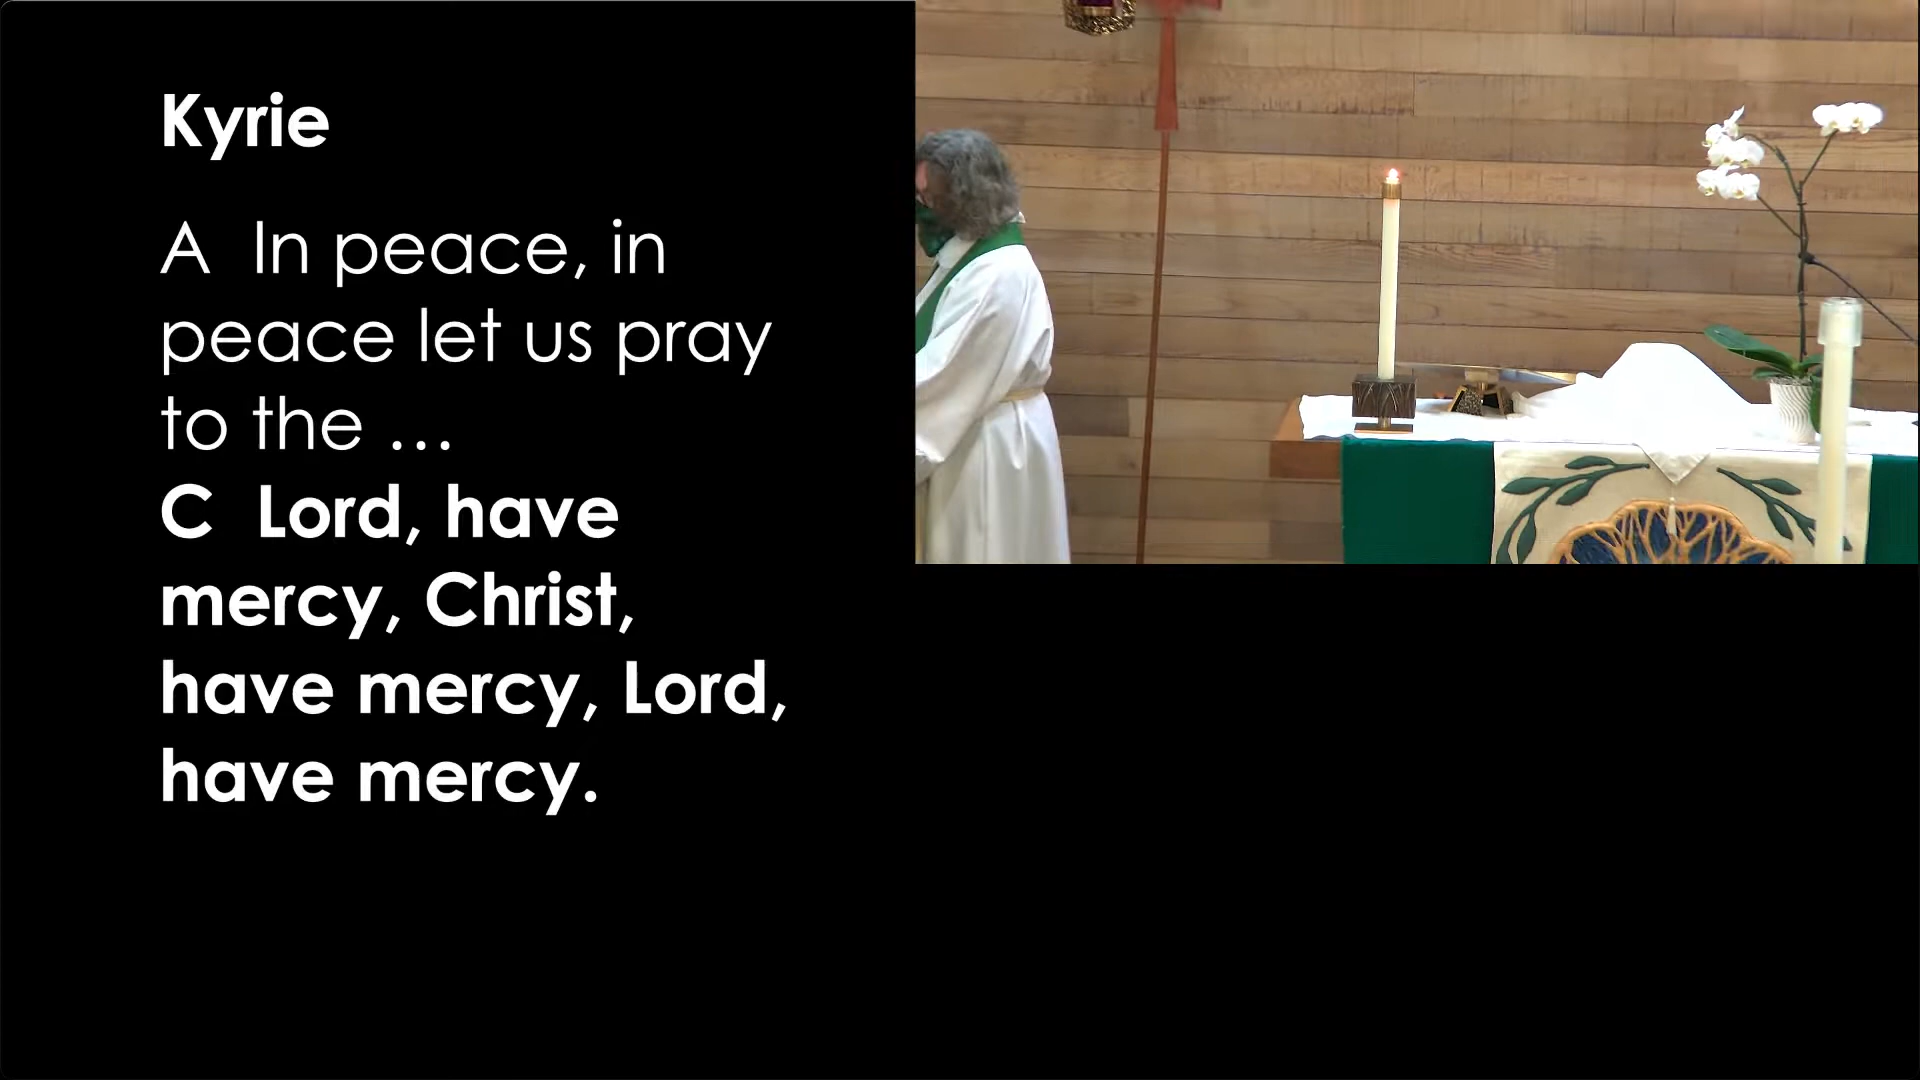 Kyrie
A In peace, in
peace let us pray
to the …
C Lord, have
mercy, Christ,
have mercy, Lord,
have mercy.